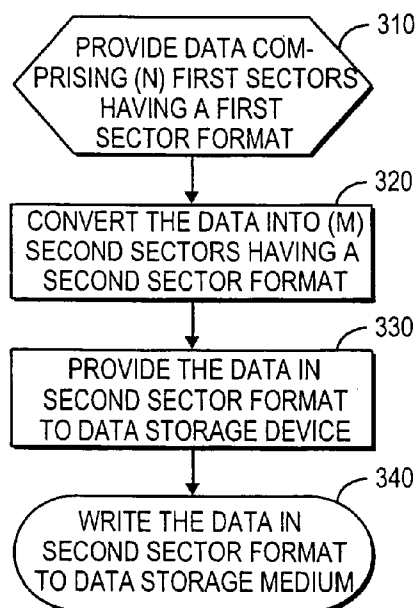 310
PROVIDE DATA COM-
PRISING (N) FIRST SECTORS
HAVING A FIRST
SECTOR FORMAT
320
CONVERT THE DATA INTO (M)
SECOND SECTORS HAVING A
SECOND SECTOR FORMAT
330
PROVIDE THE DATA IN
SECOND SECTOR FORMAT
TO DATA STORAGE DEVICE
340
WRITE THE DATA IN
SECOND SECTOR FORMAT
TO DATA STORAGE MEDIUM